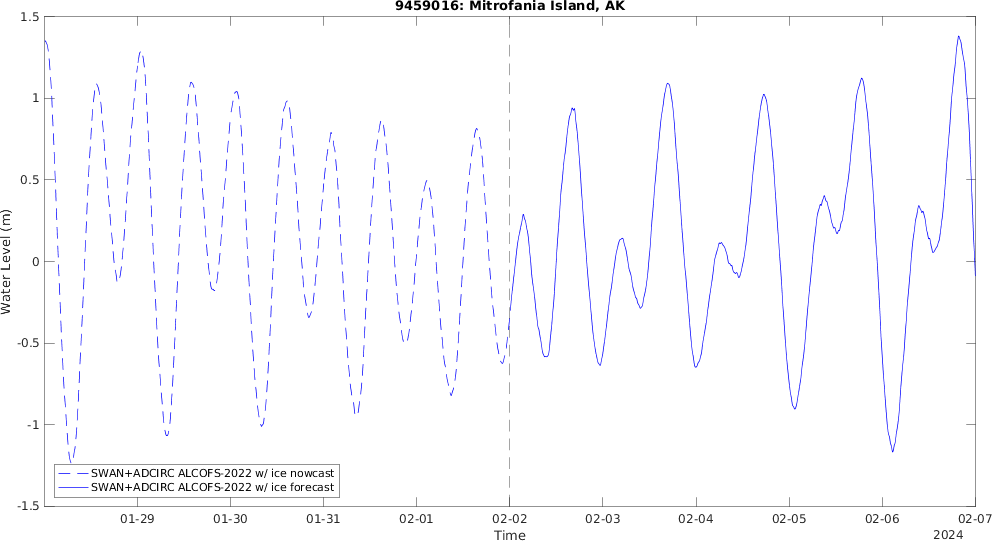 9459016: Mitrofania Island, AK
1.5
1
0.5
0
-0.5
-1
-1.5
Water Level (m)
SWAN+ADCIRC ALCOFS-2022 w/ ice nowcast
SWAN+ADCIRC ALCOFS-2022 w/ ice forecast
01-29 01-30 01-31 02-01 02-02 02-03 02-04 02-05 02-06 02-07
Time
2024